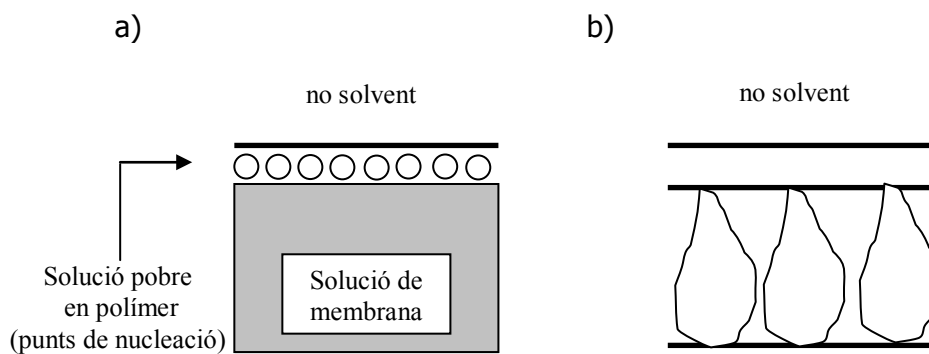 a)
no solvent
Solució pobre
en polímer
(punts de nucleació)
Solució de
membrana
b)
no solvent